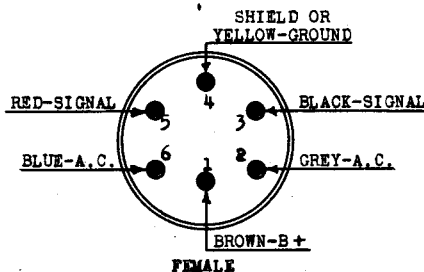 SHIELD OR
YELLOW-GROUND
4
RED-SIGNAL
BLACK-SIGNAL
5
3
BLUE-A.C.
6
1
2
GREY-A.C.
BROWN-B+
FEMALE